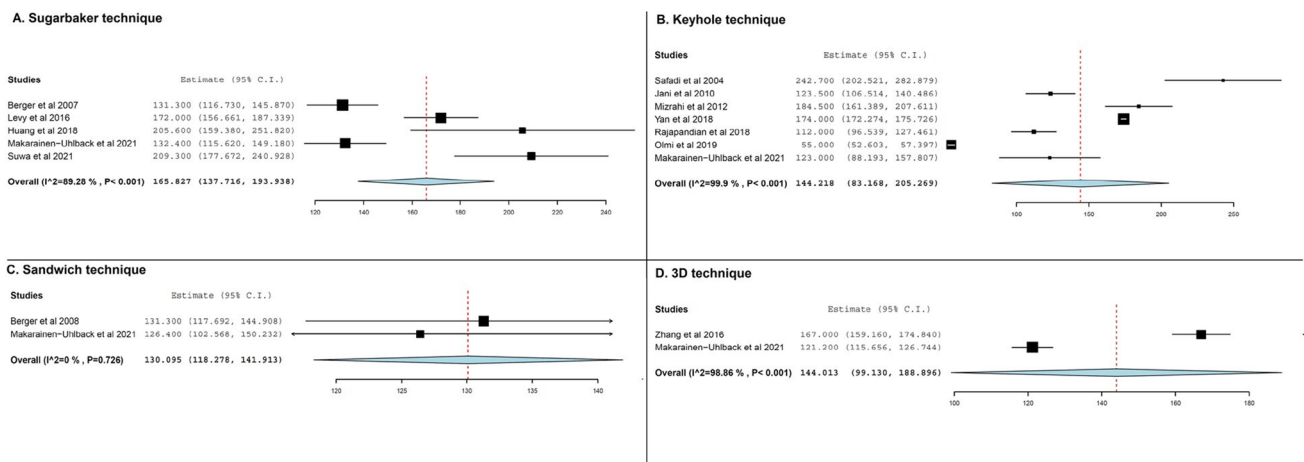 A. Sugarbaker technique
Studies Estimate (95% C.I.)
Berger et al 2007 131.300 (116.730, 145.870)
Levy et al 2016 172.000 (156.661, 187.339)
Huang et al 2018 205.600 (159.380, 251.820)
Makarainen-Uhlback et al 2021 132.400 (115.620, 149.180)
Suwa et al 2021 209.300 (177.672, 240.928)
Overall (I^2=89.28 % , P< 0.001) 165.827 (137.716, 193.938)
120 140 160 180 200 220 240
B. Keyhole technique
Studies Estimate (95% C.I.)
Safadi et al 2004 242.700 (202.521, 282.879)
Jani et al 2010 123.500 (106.514, 140.486)
Mizrahi et al 2012 184.500 (161.389, 207.611)
Yan et al 2018 174.000 (172.274, 175.726)
Rajapandian et al 2018 112.000 (96.539, 127.461)
Olmi et al 2019 55.000 (52.603, 57.397)
Makarainen-Uhlback et al 2021 123.000 (88.193, 157.807)
Overall (I^2=99.9 % , P< 0.001) 144.218 (83.168, 205.269)
100 150 200 250
C. Sandwich technique
Studies Estimate (95% C.I.)
Berger et al 2008 131.300 (117.692, 144.908)
Makarainen-Uhlback et al 2021 126.400 (102.568, 150.232)
Overall (I^2=0 % , P=0.726) 130.095 (118.278, 141.913)
120 125 130 135 140
D. 3D technique
Studies Estimate (95% C.I.)
Zhang et al 2016 167.000 (159.160, 174.840)
Makarainen-Uhlback et al 2021 121.200 (115.656, 126.744)
Overall (I^2=98.86 % , P< 0.001) 144.013 (99.130, 188.896)
100 120 140 160 180